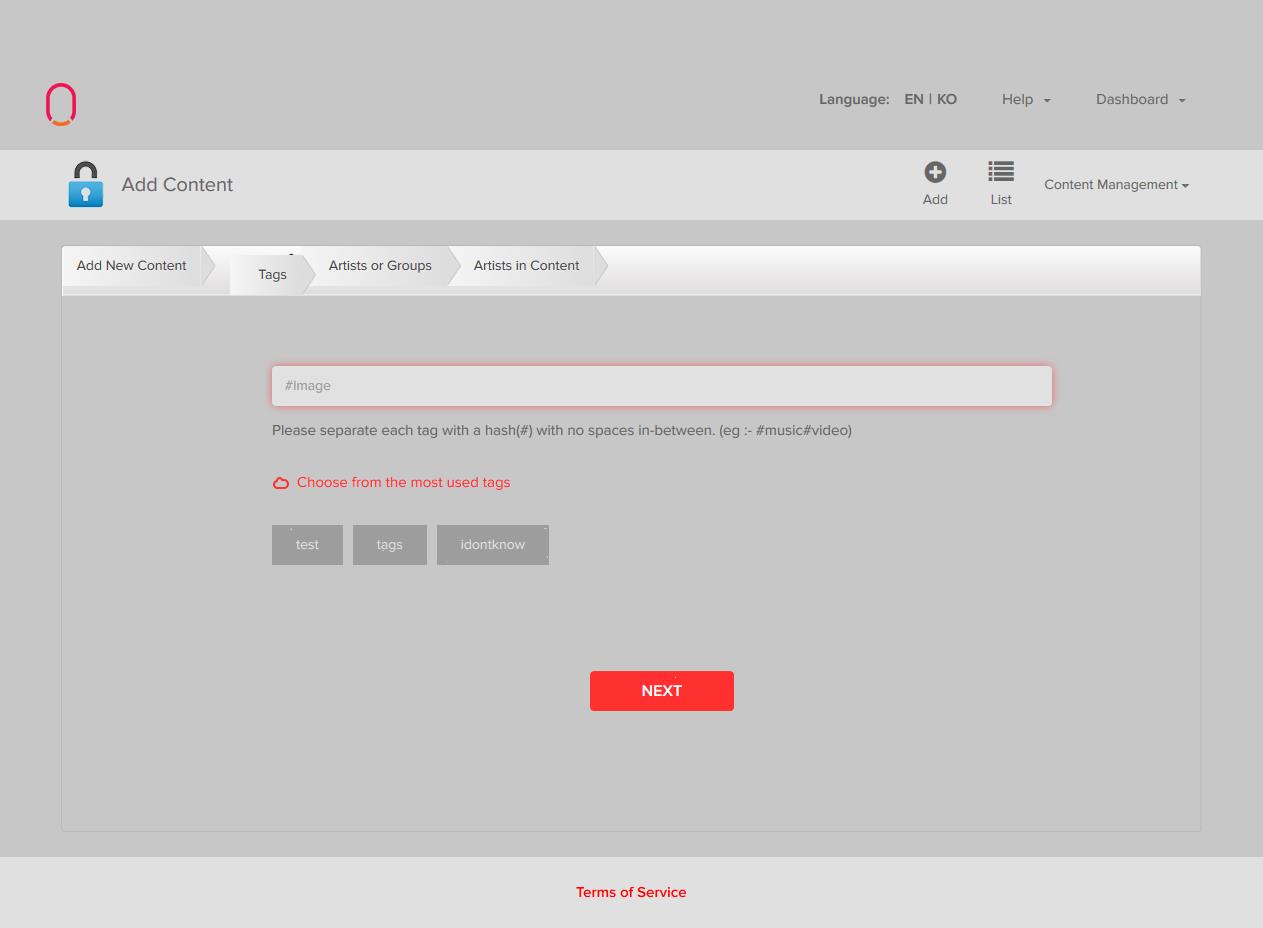 Language: EN | KO Help Dashboard
Add Content
Add List Content Management
Add New Content Tags Artists or Groups Artists in Content
#Image
Please separate each tag with a hash(#) with no spaces in-between. (eg :- #music#video)
Choose from the most used tags
test tags idontknow
NEXT
Terms of Service